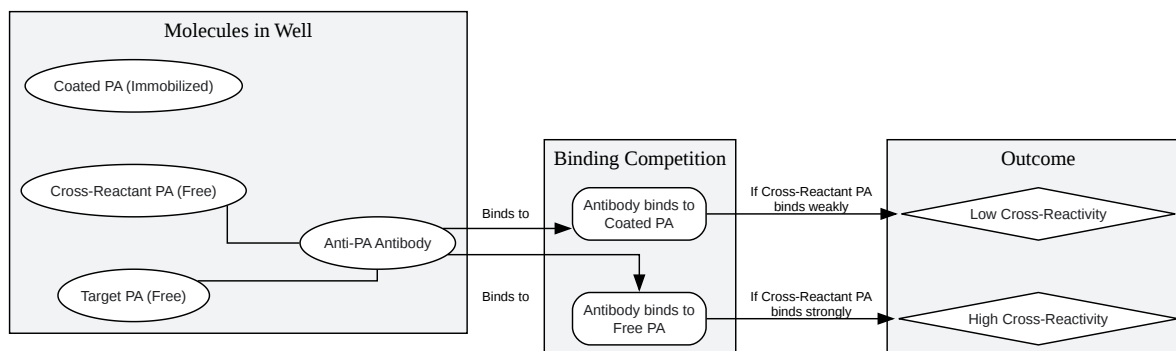 Molecules in Well
Coated PA (Immobilized)
Cross-Reactant PA (Free)
Anti-PA Antibody
Target PA (Free)
Binds to
Binds to
Binding Competition
Antibody binds to
Coated PA
Antibody binds to
Free PA
If Cross-Reactant PA
binds weakly
If Cross-Reactant PA
binds strongly
Outcome
Low Cross-Reactivity
High Cross-Reactivity